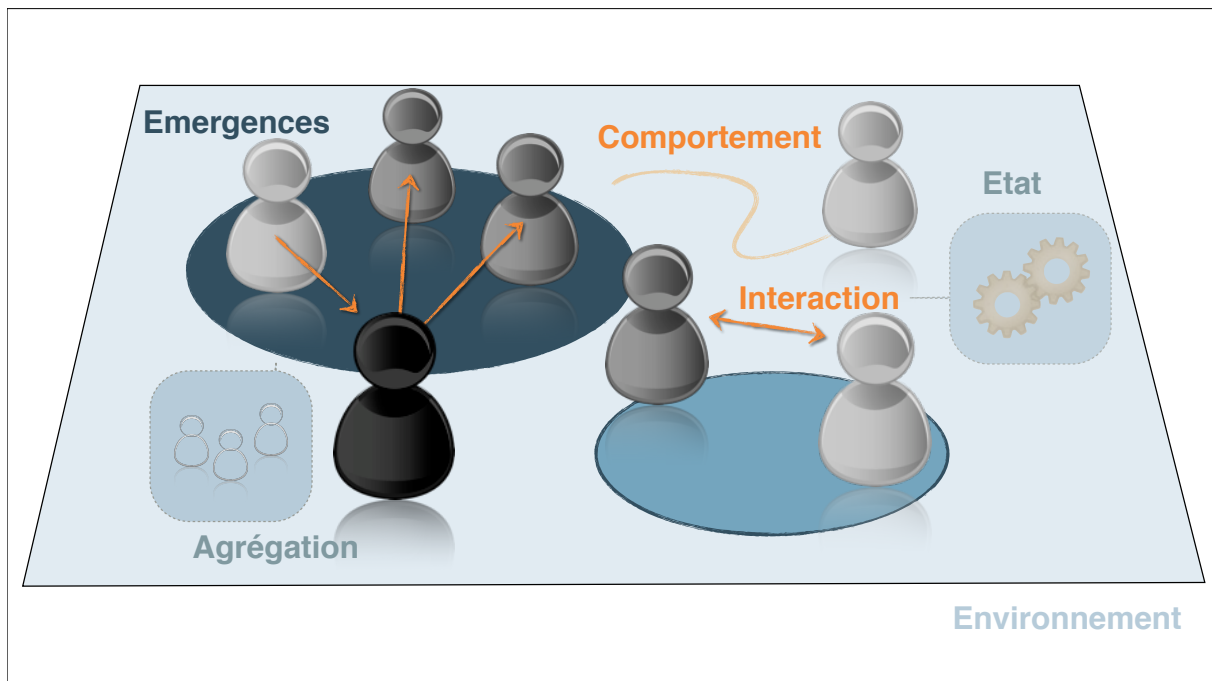 Emergences
Comportement
Etat
Interaction
Agrégation
Environnement